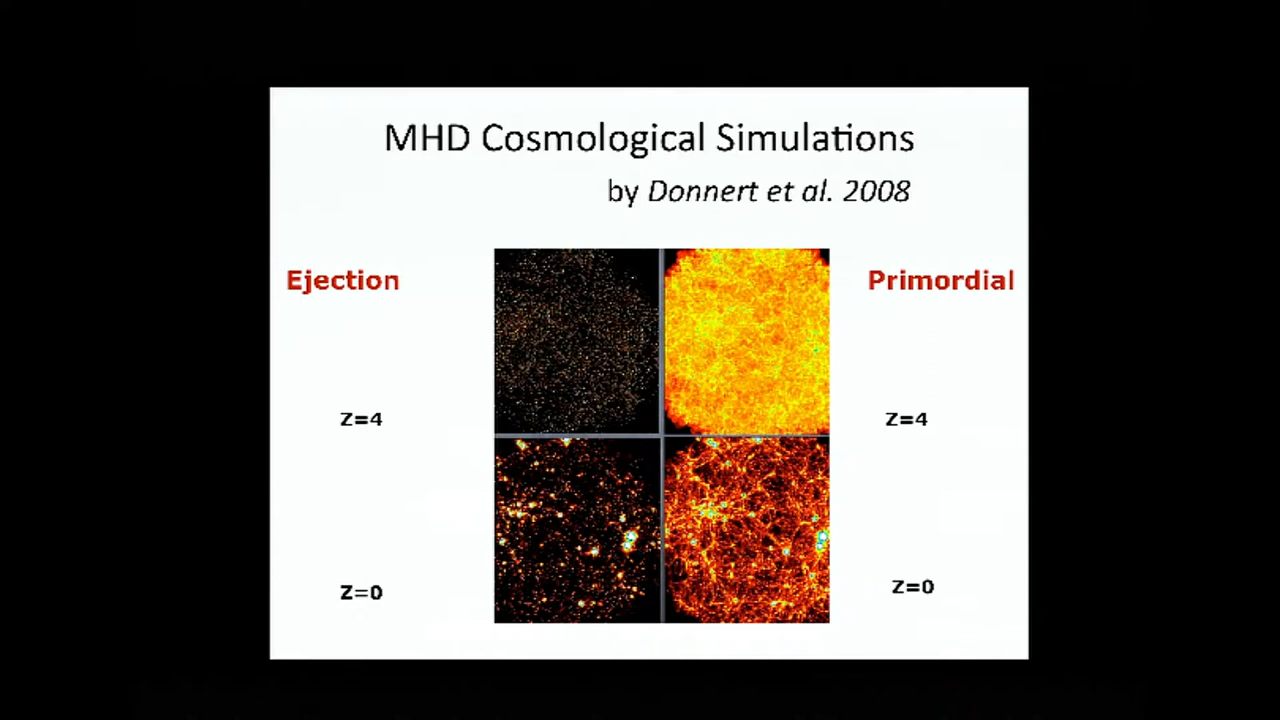 MHD Cosmological Simulations
by Donnert et al. 2008
Ejection
Primordial
Z=4
Z=4
Z=0
Z=0